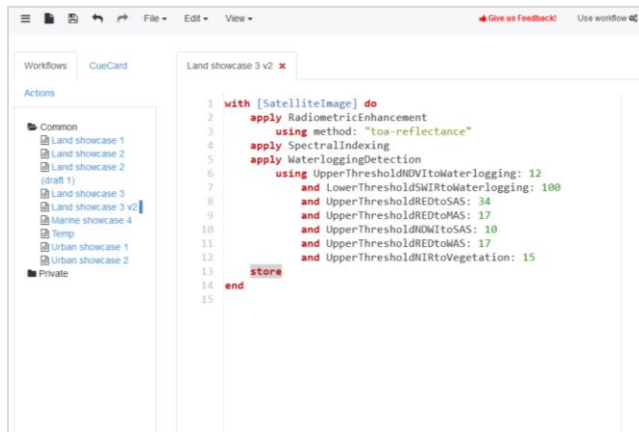 File Edit View Give us Feedback! Use workflow
Workflows CueCard
Actions
Common
Land showcase 1
Land showcase 2
Land showcase 2
(draft 1)
Land showcase 3
Land showcase 3 v2
Marine showcase 4
Temp
Urban showcase 1
Urban showcase 2
Private
Land showcase 3 v2
1 with [SatelliteImage] do
2 apply RadiometricEnhancement
3 using method: "toa-reflectance"
4 apply SpectralIndexing
5 apply WaterloggingDetection
6 using UpperThresholdNDVItoWaterlogging: 12
7 and LowerThresholdSWIRtoWaterlogging: 100
8 and UpperThresholdREDtoSAS: 34
9 and UpperThresholdREDtoMAS: 17
10 and UpperThresholdNDWItoSAS: 10
11 and UpperThresholdREDtoWAS: 17
12 and UpperThresholdNIRtoVegetation: 15
13 store
14 end
15